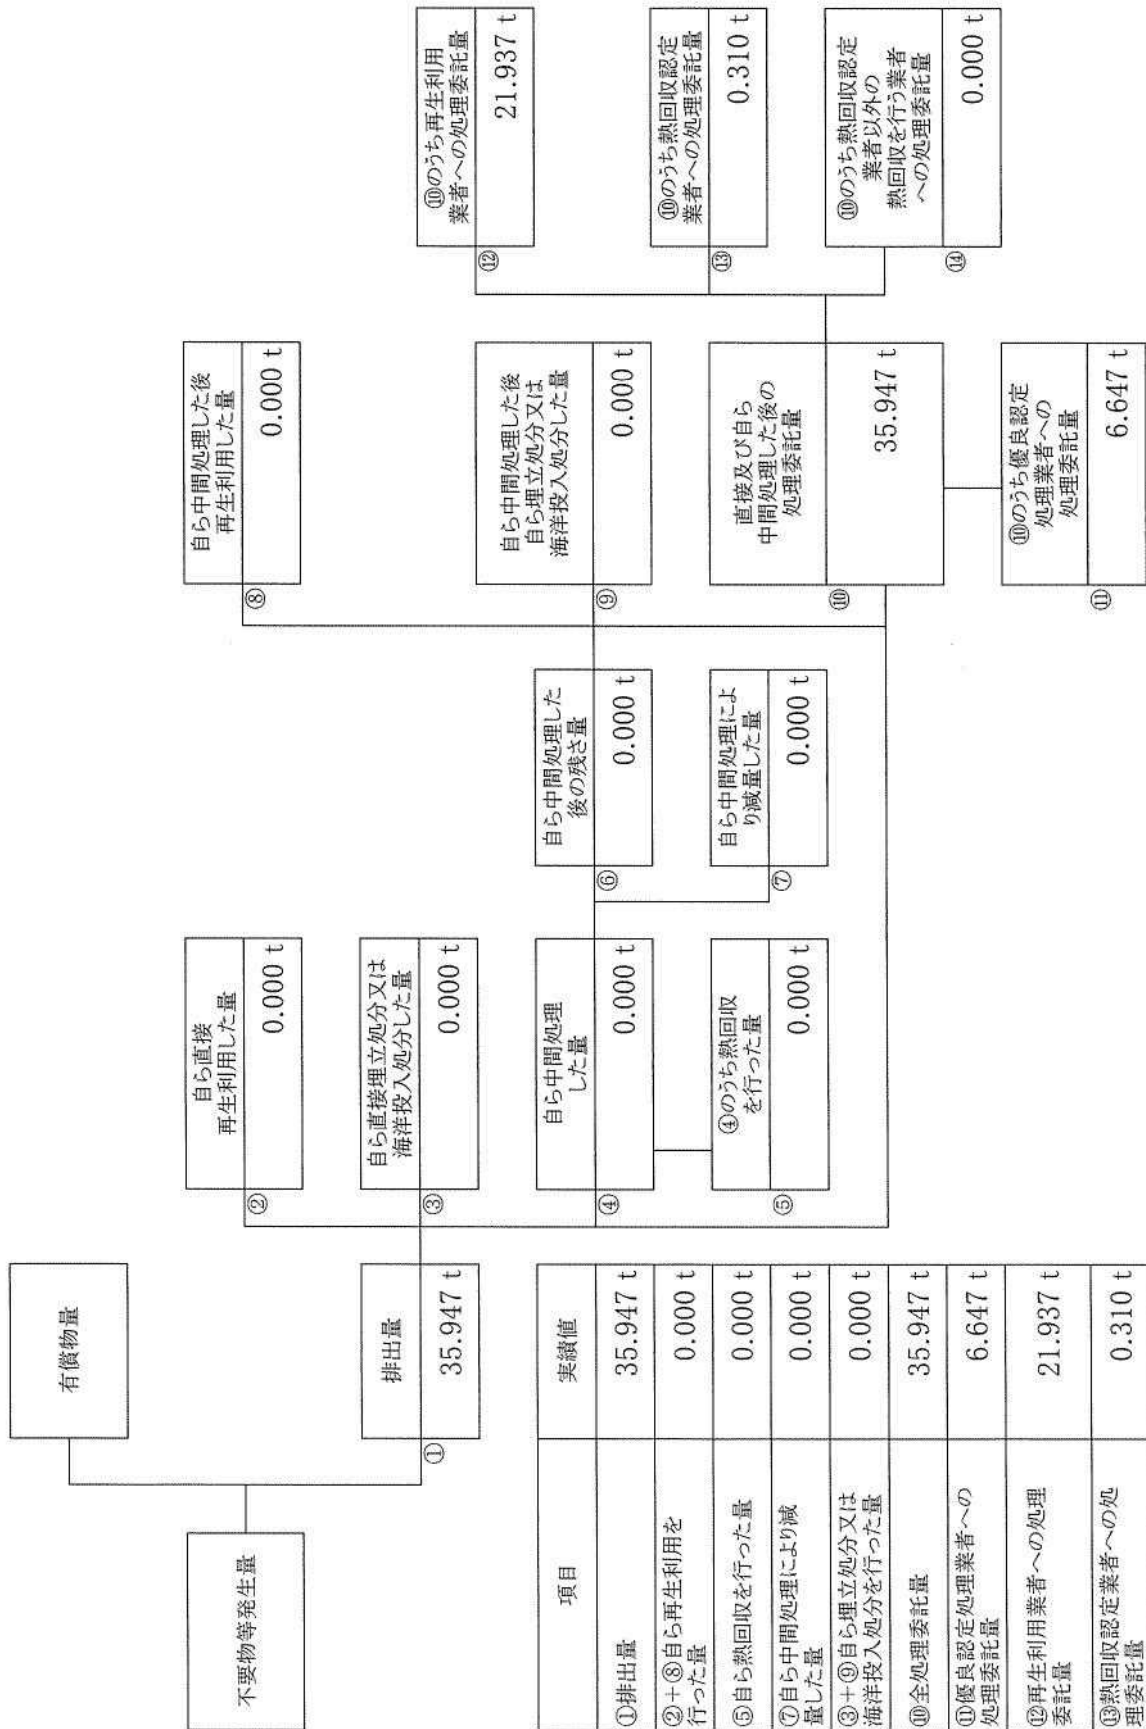 有償物量
不要物等発生量
排出量
①
35.947 t
自ら直接
再生利用した量
②
0.000 t
自ら直接埋立処分又は
海洋投入処分した量
③
0.000 t
自ら中間処理
した量
④
0.000 t
④のうち熱回収
を行った量
⑤
0.000 t
自ら中間処理した
後の残さ量
⑥
0.000 t
自ら中間処理によ
り減量した量
⑦
0.000 t
自ら中間処理した後
再生利用した量
⑧
0.000 t
自ら中間処理した後
自ら埋立処分又は
海洋投入処分した量
⑨
0.000 t
直接及び自ら
中間処理した後の
処理委託量
⑩
35.947 t
⑩のうち優良認定
処理業者への
処理委託量
⑪
6.647 t
⑩のうち再生利用
業者への処理委託量
⑫
21.937 t
⑩のうち熱回収認定
業者への処理委託量
⑬
0.310 t
⑩のうち熱回収認定
業者以外の
熱回収を行う業者
への処理委託量
⑭
0.000 t
項目 実績値
①排出量 35.947 t
②+⑧自ら再生利用を
行った量 0.000 t
⑤自ら熱回収を行った量 0.000 t
⑦自ら中間処理により減
量した量 0.000 t
③+⑨自ら埋立処分又は
海洋投入処分を行った量 0.000 t
⑩全処理委託量 35.947 t
⑪優良認定処理業者への
処理委託量 6.647 t
⑫再生利用業者への処理
委託量 21.937 t
⑬熱回収認定業者への処
理委託量 0.310 t